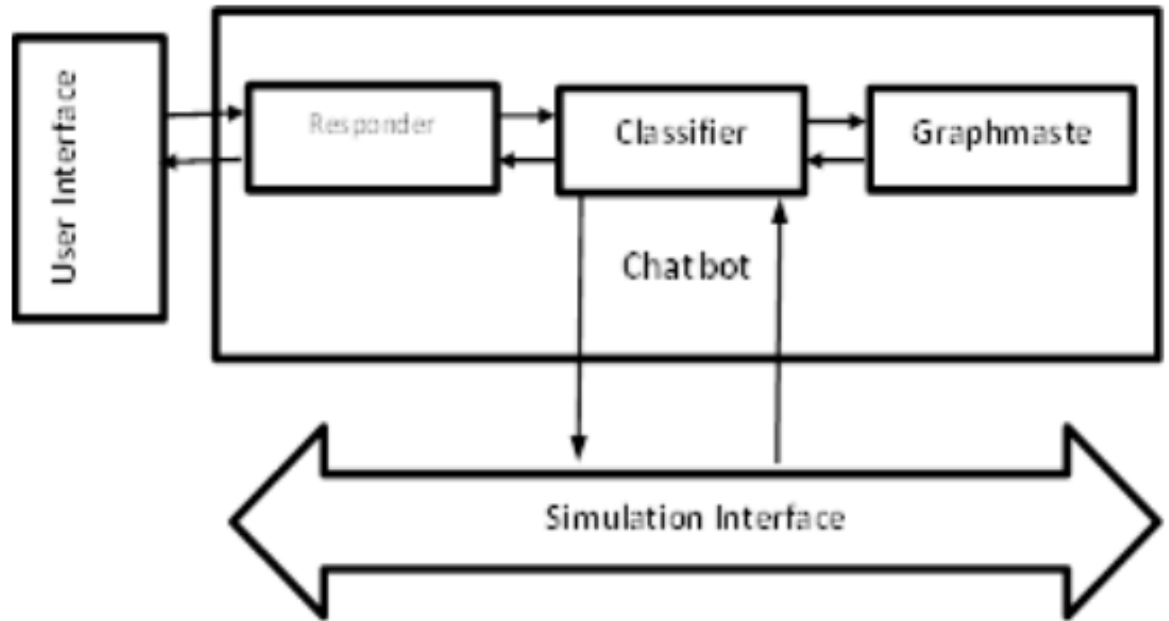 User Interface
Responder
Classifier
Graphmaste
Chatbot
Simulation Interface